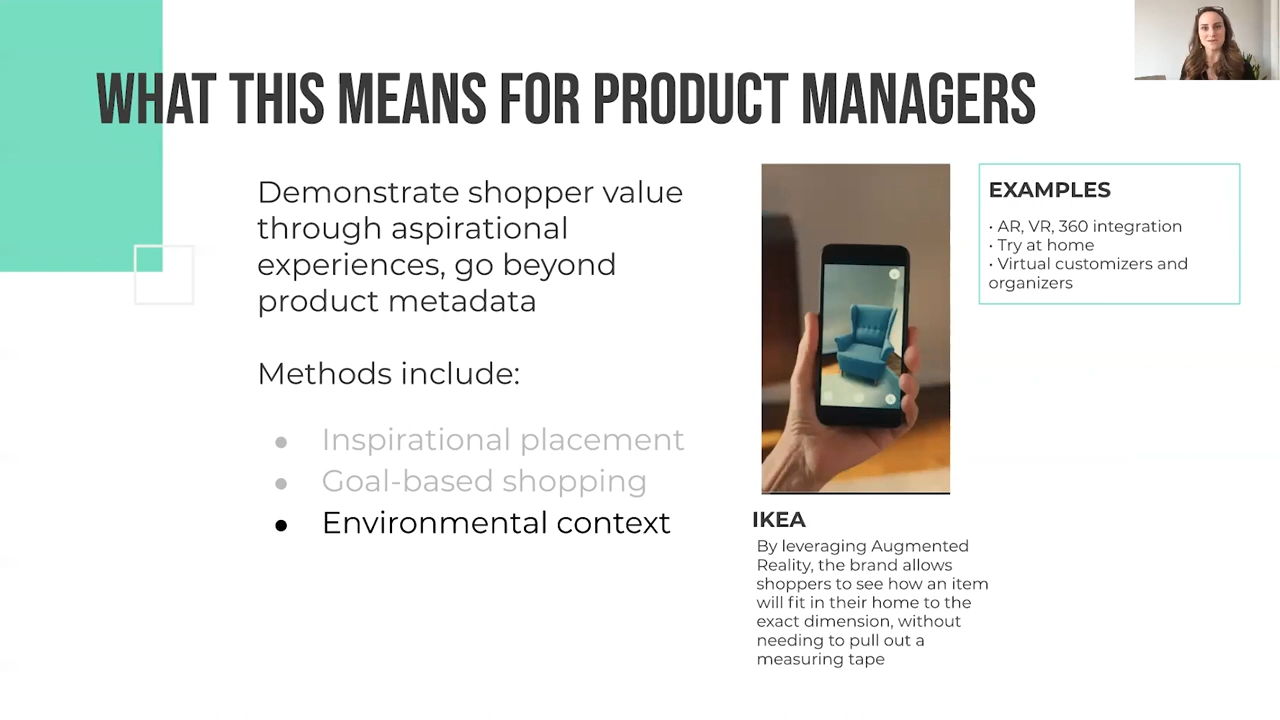 WHAT THIS MEANS FOR PRODUCT MANAGERS
Demonstrate shopper value
through aspirational
experiences, go beyond
product metadata
Methods include:
● Inspirational placement
● Goal-based shopping
● Environmental context
IKEA
By leveraging Augmented
Reality, the brand allows
shoppers to see how an item
will fit in their home to the
exact dimension, without
needing to pull out a
measuring tape
EXAMPLES
• AR, VR, 360 integration
• Try at home
• Virtual customizers and
organizers